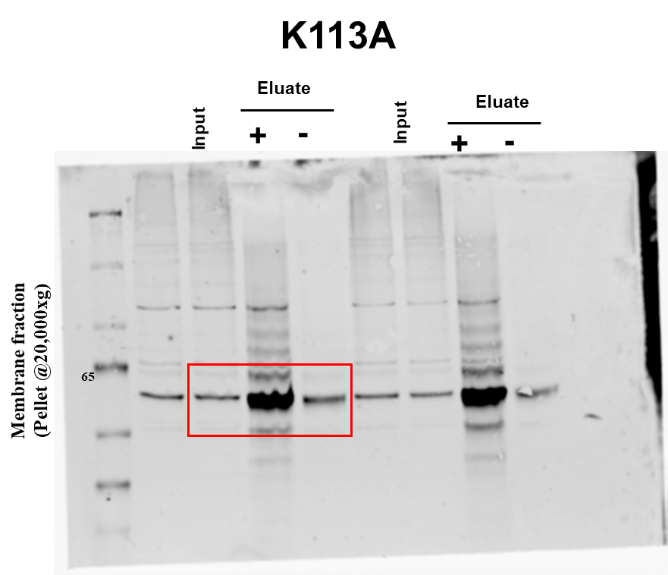 K113A
Eluate
Input
+ -
Eluate
Input
+ -
Membrane fraction
(Pellet @20,000xg)
65